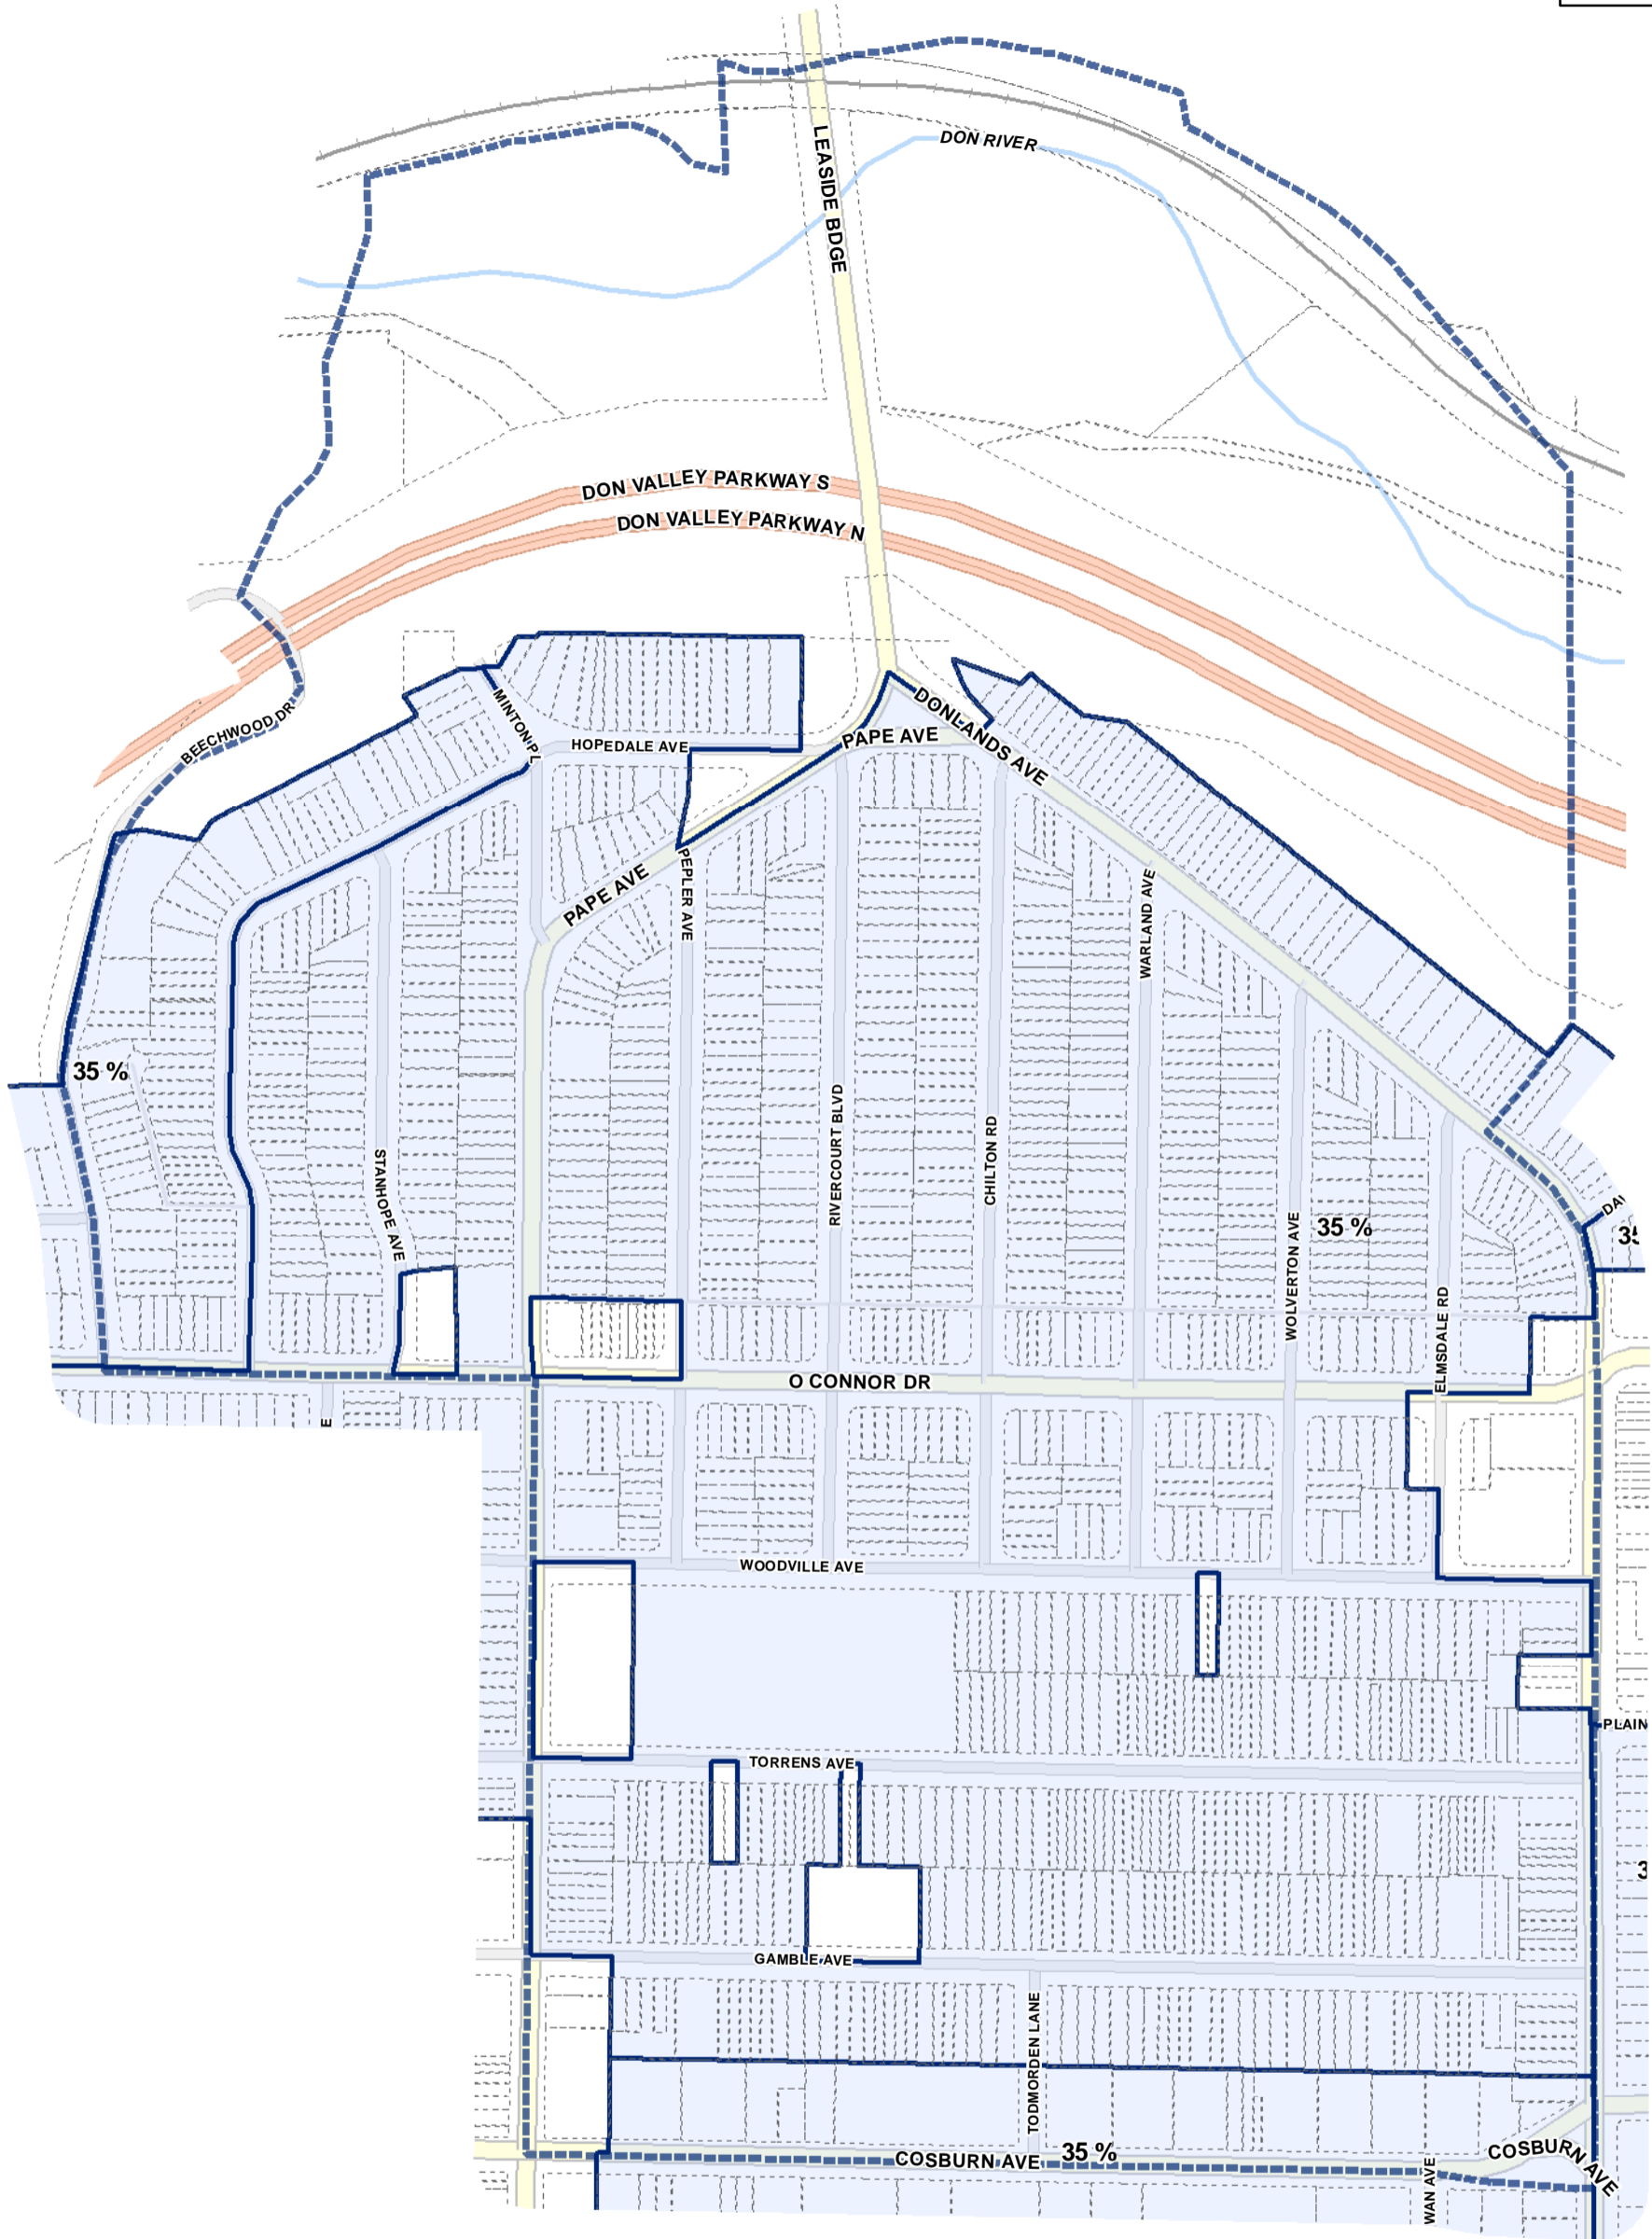 LEASIDE BDGE
DON RIVER
DON VALLEY PARKWAY S
DON VALLEY PARKWAY N
BEECHWOOD DR
MINTON PL
HOPEDALE AVE
PAPE AVE
DONLANDS AVE
PAPE AVE
PEPLER AVE
WARLAND AVE
35 %
STANHOPE AVE
RIVERCOURT BLVD
CHILTON RD
WOLVERTON AVE
35 %
ELMSDALE RD
O CONNOR DR
E
WOODVILLE AVE
PLAIN
TORRENS AVE
GAMBLE AVE
TODMORDEN LANE
COSBURN AVE
35 %
COSBURN AVE
WAN AVE